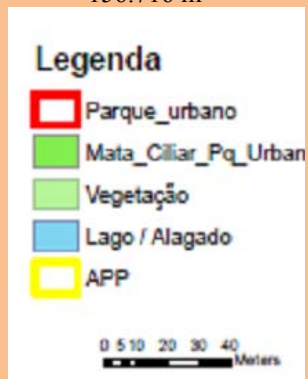 Legenda
Parque_urbano
Mata_Ciliar_Pq_Urban
Vegetação
Lago / Alagado
APP
0 5 10 20 30 40
Meters